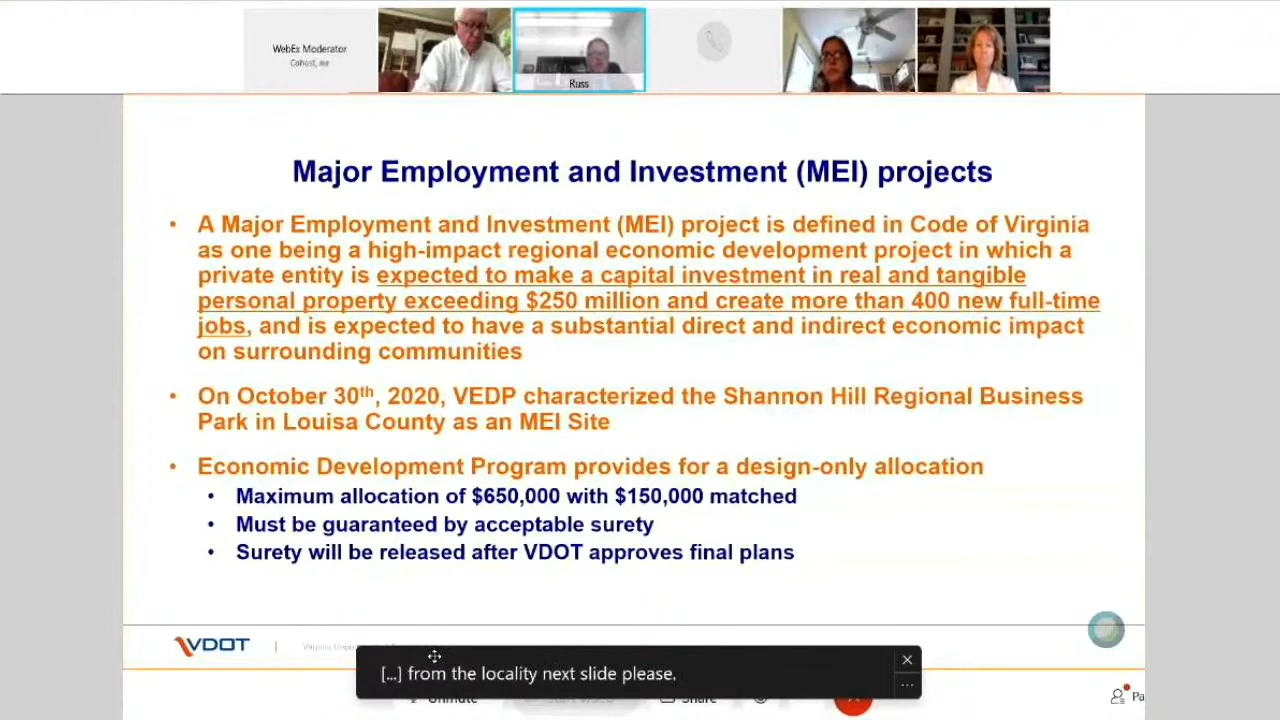 WebEx Moderator
Cohost, me
Russ
Major Employment and Investment (MEI) projects
• A Major Employment and Investment (MEI) project is defined in Code of Virginia
as one being a high-impact regional economic development project in which a
private entity is expected to make a capital investment in real and tangible
personal property exceeding $250 million and create more than 400 new full-time
jobs, and is expected to have a substantial direct and indirect economic impact
on surrounding communities
• On October 30th, 2020, VEDP characterized the Shannon Hill Regional Business
Park in Louisa County as an MEI Site
• Economic Development Program provides for a design-only allocation
• Maximum allocation of $650,000 with $150,000 matched
• Must be guaranteed by acceptable surety
• Surety will be released after VDOT approves final plans
VDOT
[...] from the locality next slide please.
Unmute
Share
Pa